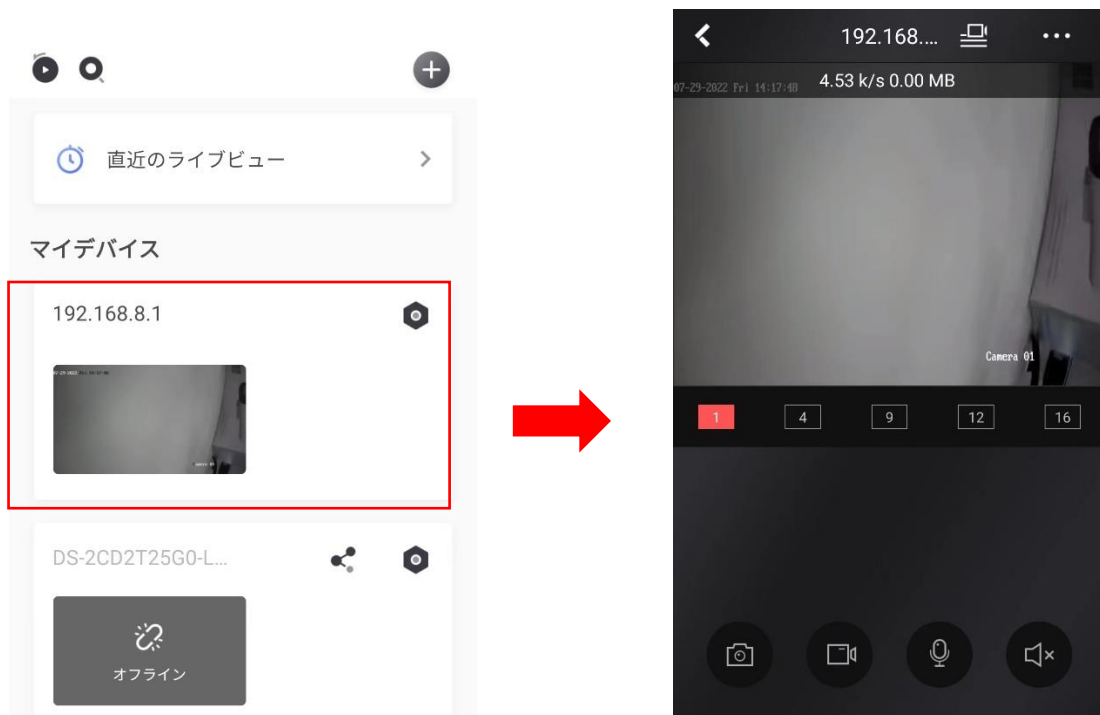 直近のライブビュー
マイデバイス
192.168.8.1
DS-2CD2T25G0-L...
オフライン
192.168....
4.53 k/s 0.00 MB
07-29-2022 Fri 14:17:48
Camera 01
1 4 9 12 16